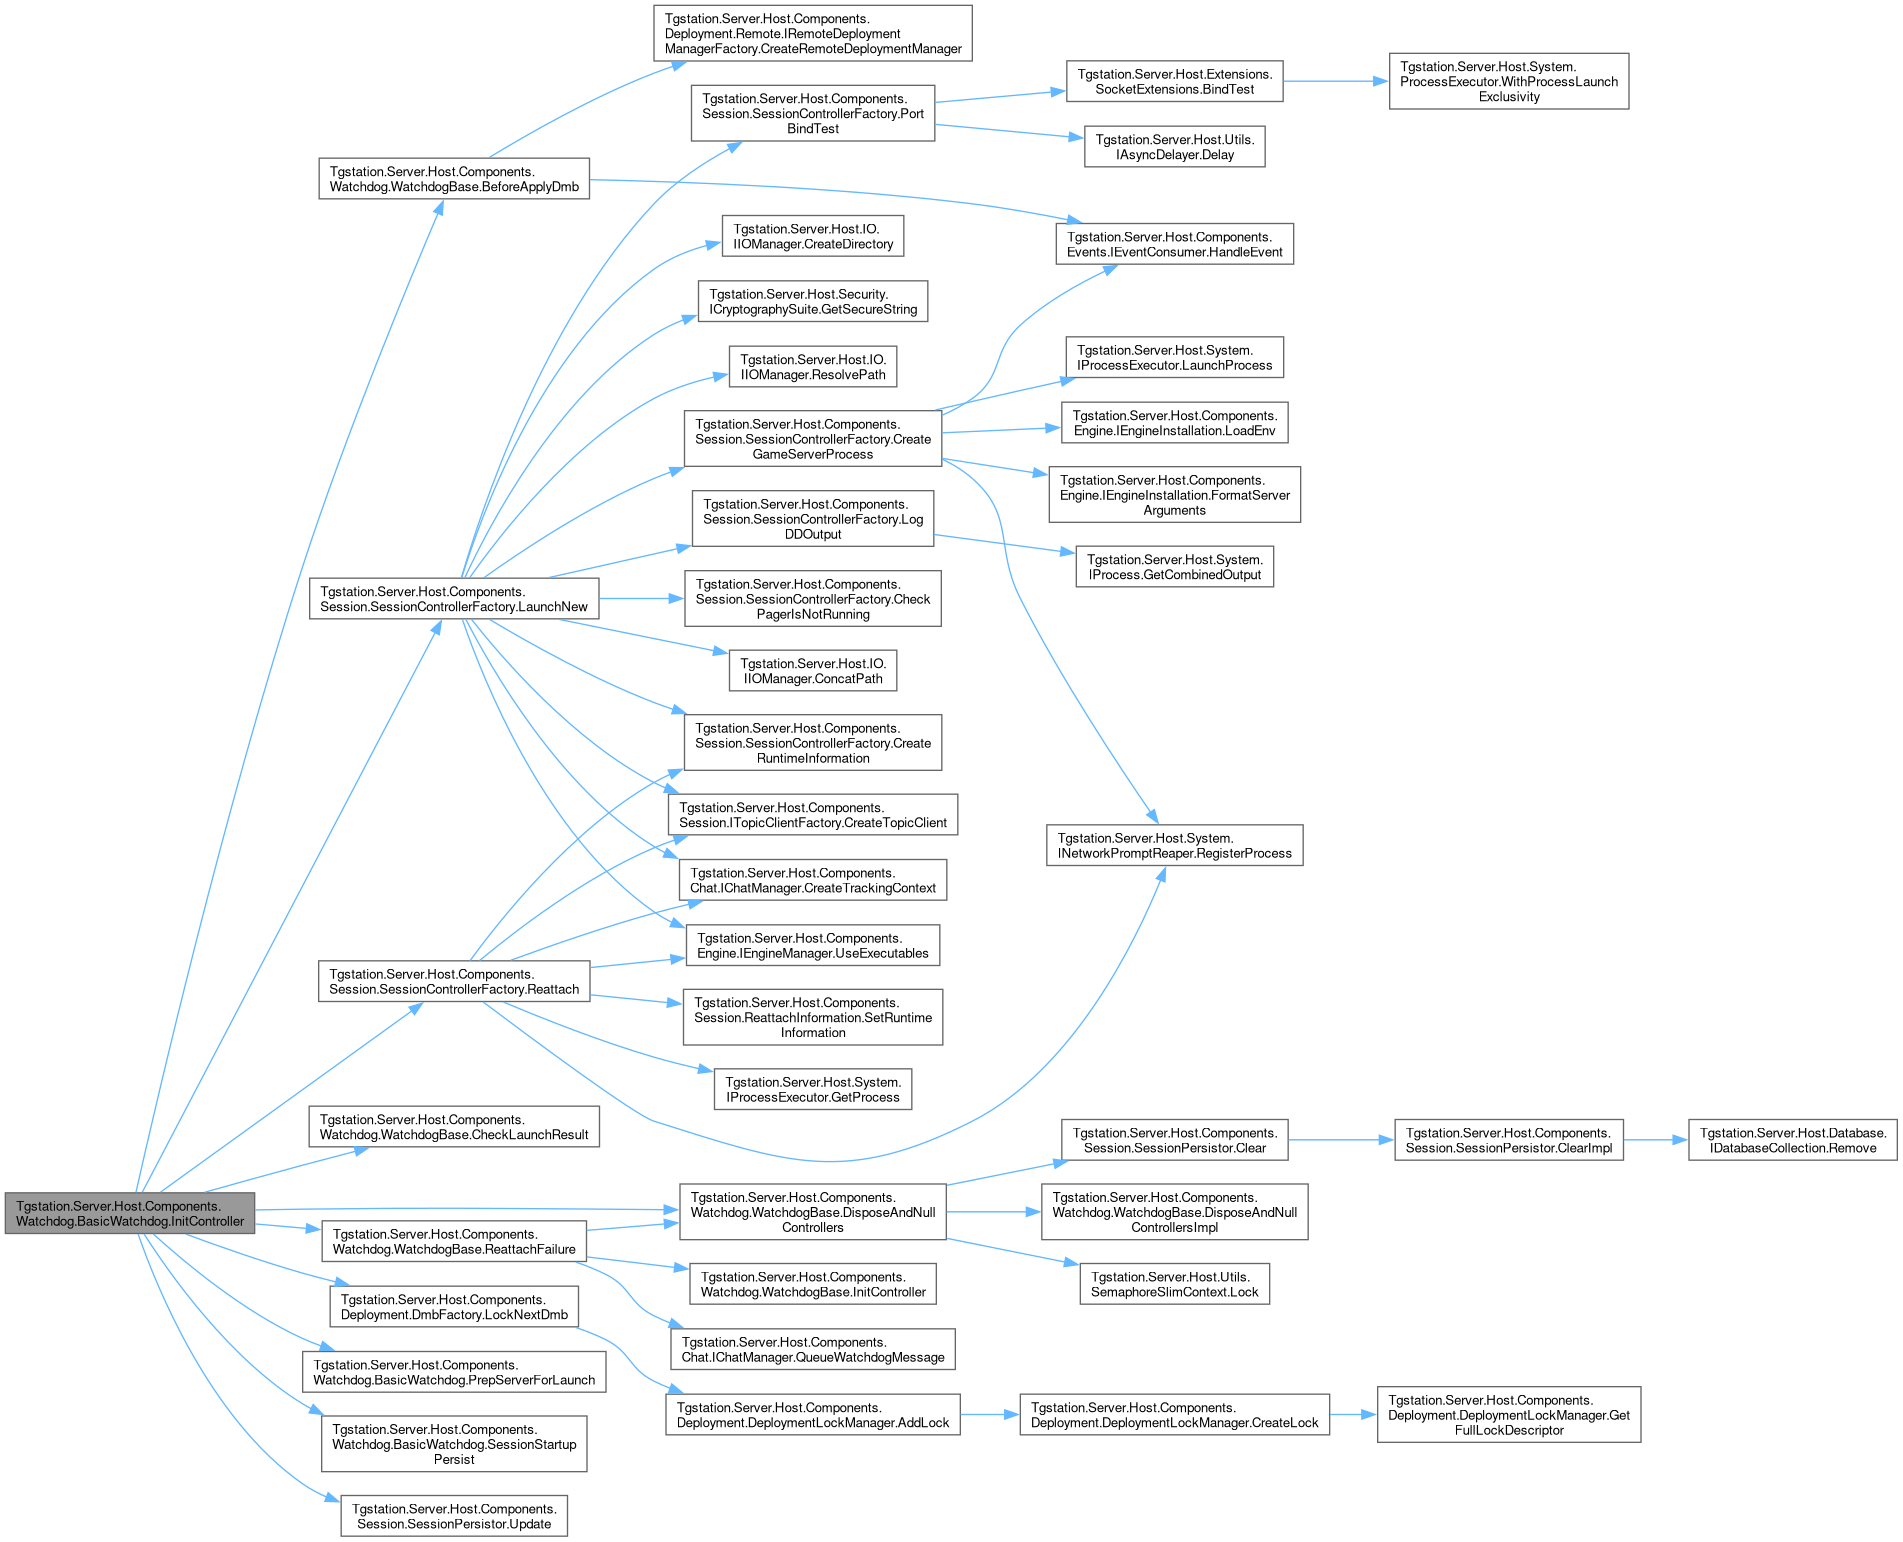 Tgstation.Server.Host.Components.
Watchdog.BasicWatchdog.InitController
Tgstation.Server.Host.Components.
Watchdog.WatchdogBase.BeforeApplyDmb
Tgstation.Server.Host.Components.
Session.SessionControllerFactory.LaunchNew
Tgstation.Server.Host.Components.
Session.SessionControllerFactory.Reattach
Tgstation.Server.Host.Components.
Watchdog.WatchdogBase.CheckLaunchResult
Tgstation.Server.Host.Components.
Watchdog.WatchdogBase.ReattachFailure
Tgstation.Server.Host.Components.
Deployment.DmbFactory.LockNextDmb
Tgstation.Server.Host.Components.
Watchdog.BasicWatchdog.PrepServerForLaunch
Tgstation.Server.Host.Components.
Watchdog.BasicWatchdog.SessionStartup
Persist
Tgstation.Server.Host.Components.
Session.SessionPersistor.Update
Tgstation.Server.Host.Components.
Deployment.Remote.IRemoteDeployment
ManagerFactory.CreateRemoteDeploymentManager
Tgstation.Server.Host.Components.
Session.SessionControllerFactory.Port
BindTest
Tgstation.Server.Host.IO.
IIOManager.CreateDirectory
Tgstation.Server.Host.Security.
ICryptographySuite.GetSecureString
Tgstation.Server.Host.IO.
IIOManager.ResolvePath
Tgstation.Server.Host.Components.
Session.SessionControllerFactory.Create
GameServerProcess
Tgstation.Server.Host.Components.
Session.SessionControllerFactory.Log
DDOutput
Tgstation.Server.Host.Components.
Session.SessionControllerFactory.Check
PagerIsNotRunning
Tgstation.Server.Host.IO.
IIOManager.ConcatPath
Tgstation.Server.Host.Components.
Session.SessionControllerFactory.Create
RuntimeInformation
Tgstation.Server.Host.Components.
Session.ITopicClientFactory.CreateTopicClient
Tgstation.Server.Host.Components.
Chat.IChatManager.CreateTrackingContext
Tgstation.Server.Host.Components.
Engine.IEngineManager.UseExecutables
Tgstation.Server.Host.Components.
Session.ReattachInformation.SetRuntime
Information
Tgstation.Server.Host.System.
IProcessExecutor.GetProcess
Tgstation.Server.Host.Components.
Watchdog.WatchdogBase.DisposeAndNull
Controllers
Tgstation.Server.Host.Components.
Watchdog.WatchdogBase.InitController
Tgstation.Server.Host.Components.
Chat.IChatManager.QueueWatchdogMessage
Tgstation.Server.Host.Components.
Deployment.DeploymentLockManager.AddLock
Tgstation.Server.Host.Extensions.
SocketExtensions.BindTest
Tgstation.Server.Host.Utils.
IAsyncDelayer.Delay
Tgstation.Server.Host.Components.
Events.IEventConsumer.HandleEvent
Tgstation.Server.Host.System.
IProcessExecutor.LaunchProcess
Tgstation.Server.Host.Components.
Engine.IEngineInstallation.LoadEnv
Tgstation.Server.Host.Components.
Engine.IEngineInstallation.FormatServer
Arguments
Tgstation.Server.Host.System.
IProcess.GetCombinedOutput
Tgstation.Server.Host.System.
INetworkPromptReaper.RegisterProcess
Tgstation.Server.Host.Components.
Session.SessionPersistor.Clear
Tgstation.Server.Host.Components.
Watchdog.WatchdogBase.DisposeAndNull
ControllersImpl
Tgstation.Server.Host.Utils.
SemaphoreSlimContext.Lock
Tgstation.Server.Host.Components.
Deployment.DeploymentLockManager.CreateLock
Tgstation.Server.Host.System.
ProcessExecutor.WithProcessLaunch
Exclusivity
Tgstation.Server.Host.Components.
Session.SessionPersistor.ClearImpl
Tgstation.Server.Host.Components.
Deployment.DeploymentLockManager.Get
FullLockDescriptor
Tgstation.Server.Host.Database.
IDatabaseCollection.Remove